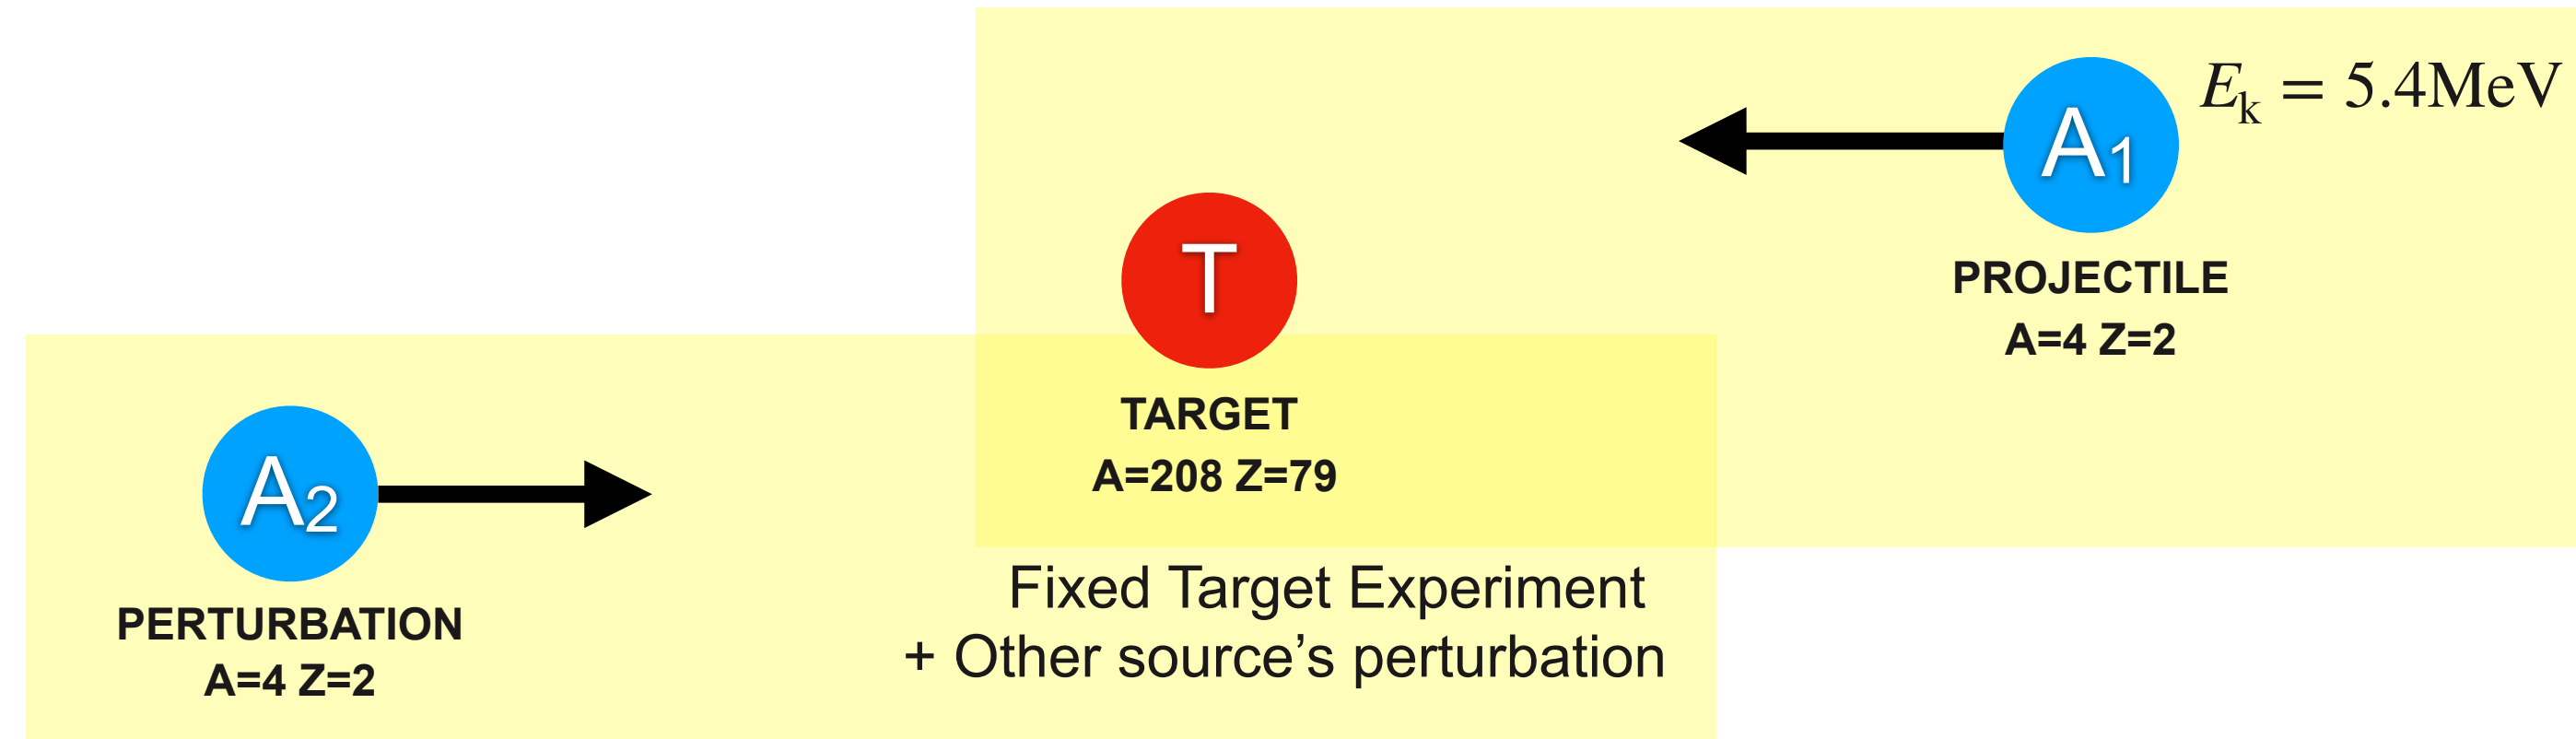 A₁
Eₖ = 5.4MeV
PROJECTILE
A=4 Z=2
T
TARGET
A=208 Z=79
A₂
PERTURBATION
A=4 Z=2
Fixed Target Experiment
+ Other source’s perturbation